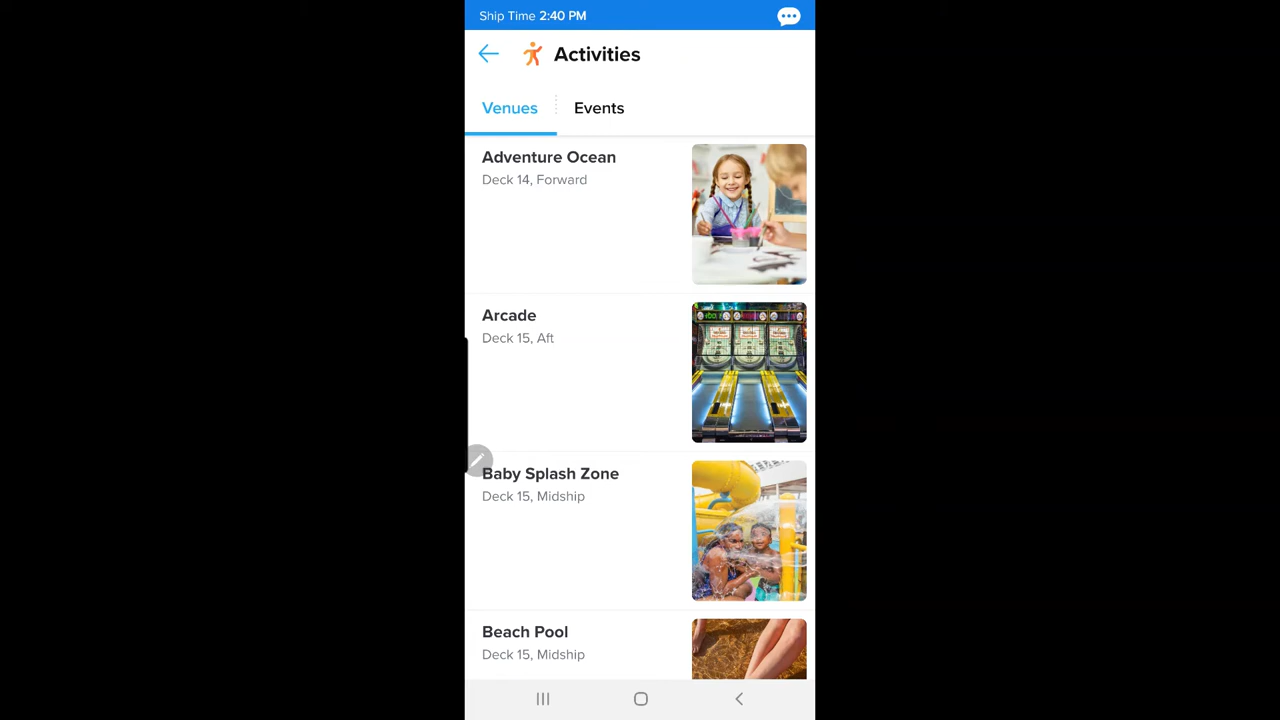 Ship Time 2:40 PM
Activities
Venues
Events
Adventure Ocean
Deck 14, Forward
Arcade
Deck 15, Aft
Baby Splash Zone
Deck 15, Midship
Beach Pool
Deck 15, Midship